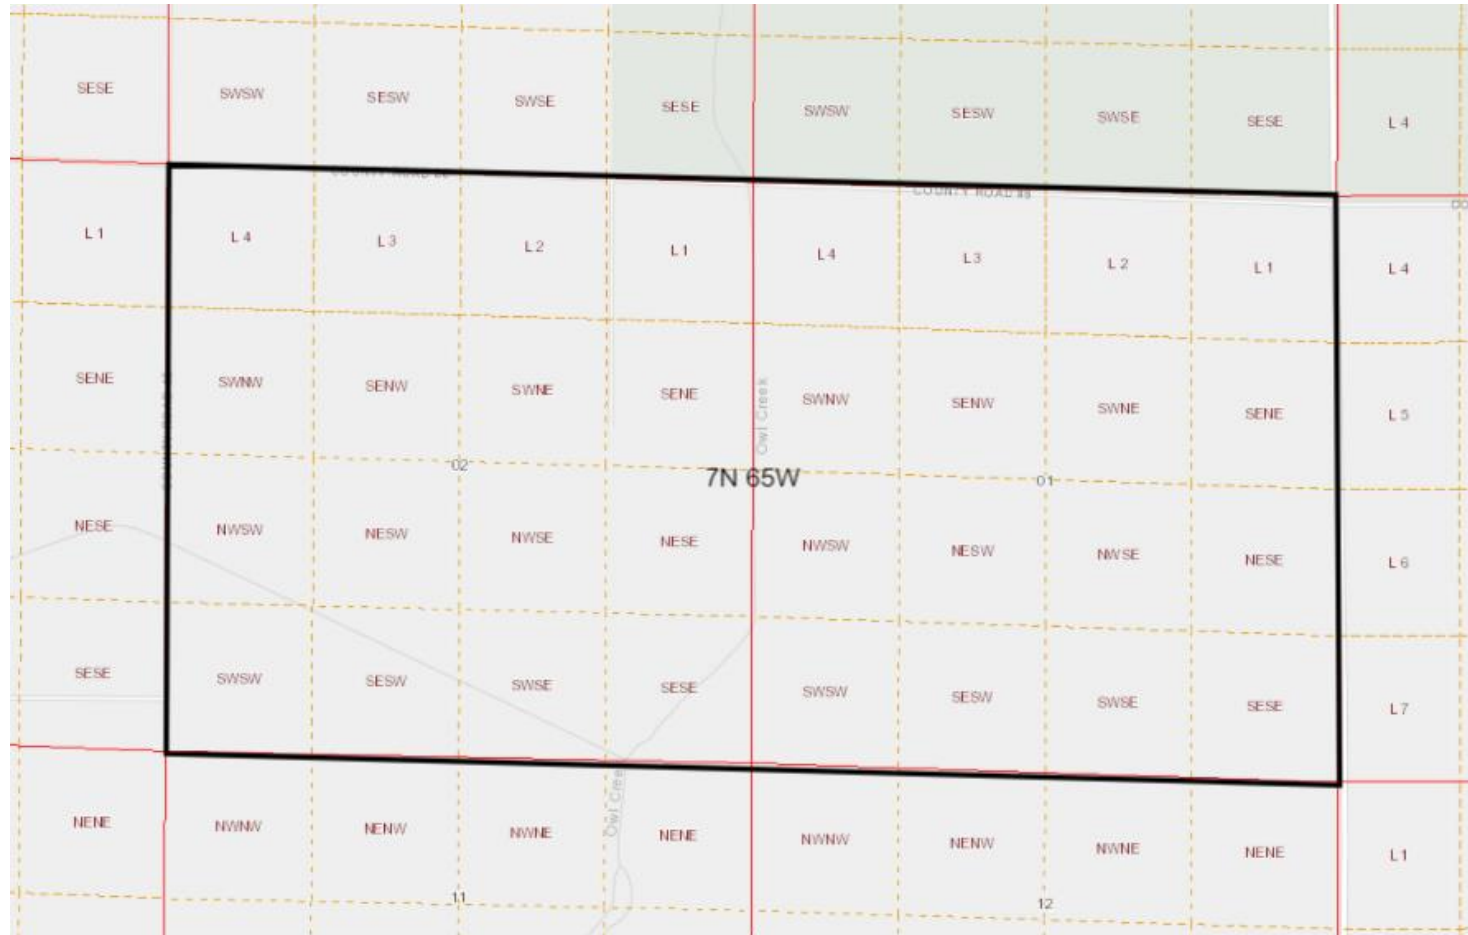 SESE SWSW SESW SWSE SESE SWSW SESW SWSE SESE L 4
COUNTY ROAD
L 1 L 4 L 3 L 2 L 1 L 4 L 3 L 2 L 1 L 4
SENE SWNW SENW SWNE SENE SWNW SENW SWNE SENE L 5
Owl Creek
02 7N 65W 01
NESE NWSW NESW NWSE NESE NWSW NESW NWSE NESE L 6
SESE SWSW SESW SWSE SESE SWSW SESW SWSE SESE L 7
Owl Cree
NENE NWNW NENW NWNE NENE NWNW NENW NWNE NENE L 1
11 12